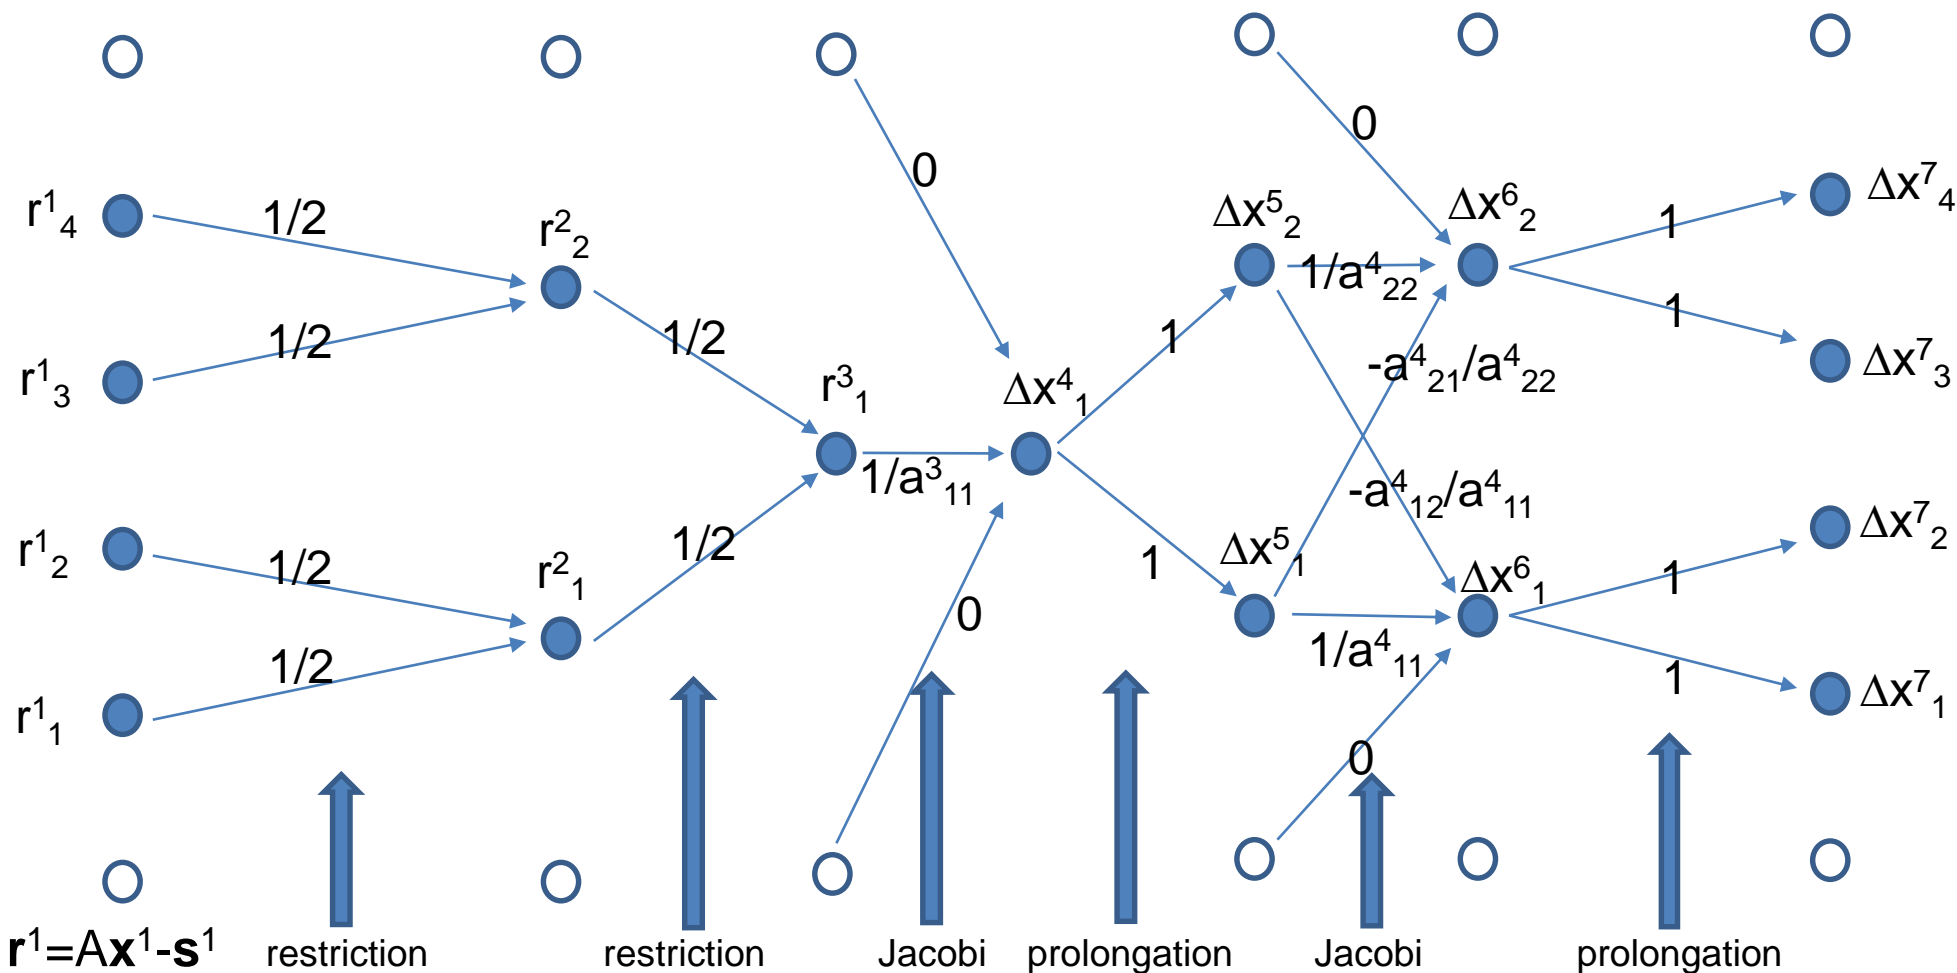 r¹₄
r¹₃
r¹₂
r¹₁
1/2
1/2
1/2
1/2
r²₂
r²₁
1/2
1/2
r³₁
0
1/a³₁₁
0
Δx⁴₁
1
1
Δx⁵₂
Δx⁵₁
0
1/a⁴₂₂
-a⁴₂₁/a⁴₂₂
-a⁴₁₂/a⁴₁₁
1/a⁴₁₁
0
Δx⁶₂
Δx⁶₁
1
1
1
1
Δx⁷₄
Δx⁷₃
Δx⁷₂
Δx⁷₁
r¹=Ax¹-s¹
restriction
restriction
Jacobi
prolongation
Jacobi
prolongation